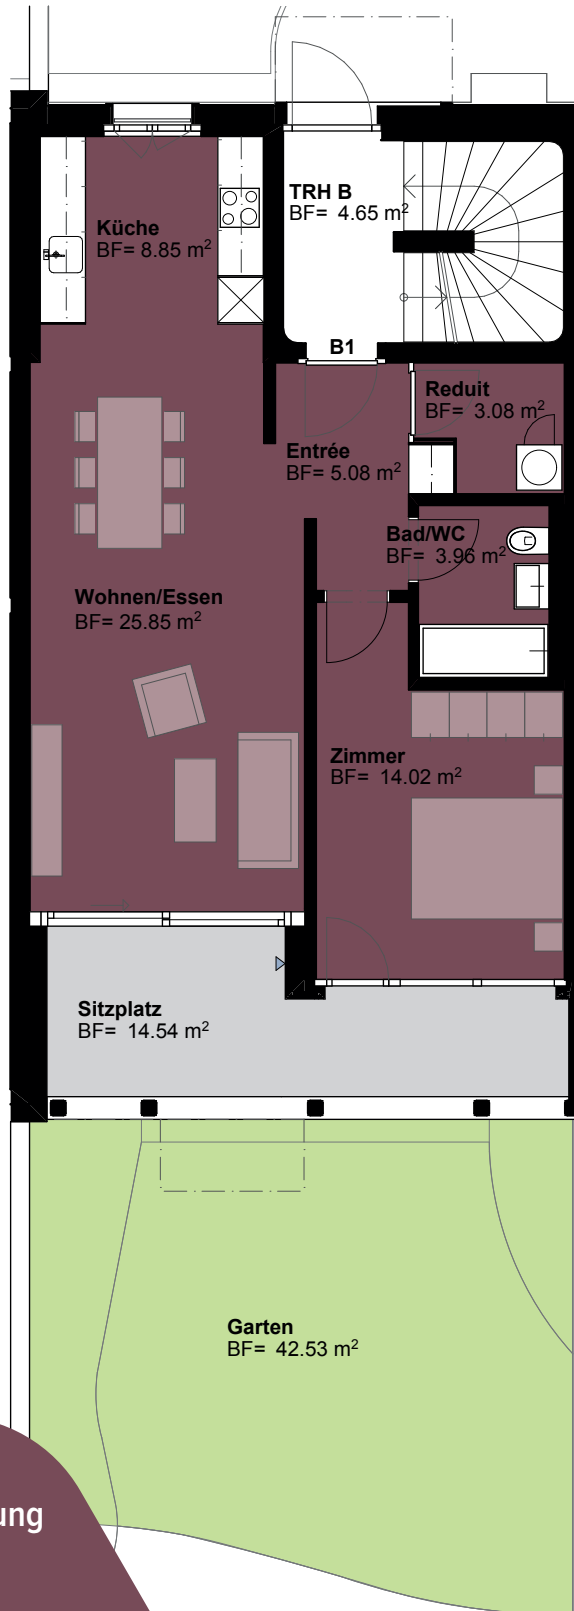 TRH B
BF= 4.65 m²
Küche
BF= 8.85 m²
B1
Reduit
BF= 3.08 m²
Entrée
BF= 5.08 m²
Bad/WC
BF= 3.96 m²
Wohnen/Essen
BF= 25.85 m²
Zimmer
BF= 14.02 m²
Sitzplatz
BF= 14.54 m²
Garten
BF= 42.53 m²
ung